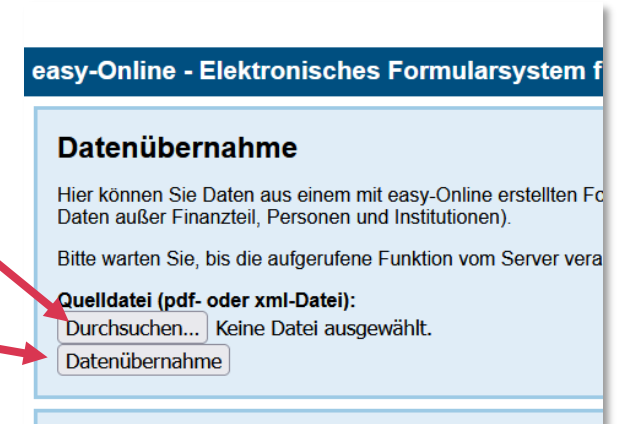 easy-Online - Elektronisches Formularsystem f
Datenübernahme
Hier können Sie Daten aus einem mit easy-Online erstellten Fo
Daten außer Finanzteil, Personen und Institutionen).
Bitte warten Sie, bis die aufgerufene Funktion vom Server vera
Quelldatei (pdf- oder xml-Datei):
Durchsuchen... Keine Datei ausgewählt.
Datenübernahme